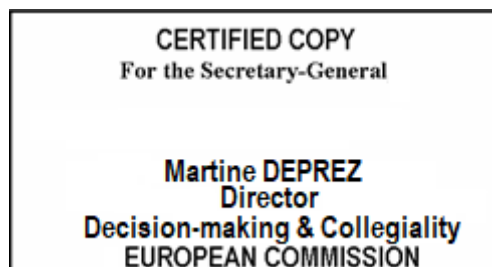 CERTIFIED COPY
For the Secretary-General
Martine DEPREZ
Director
Decision-making & Collegiality
EUROPEAN COMMISSION